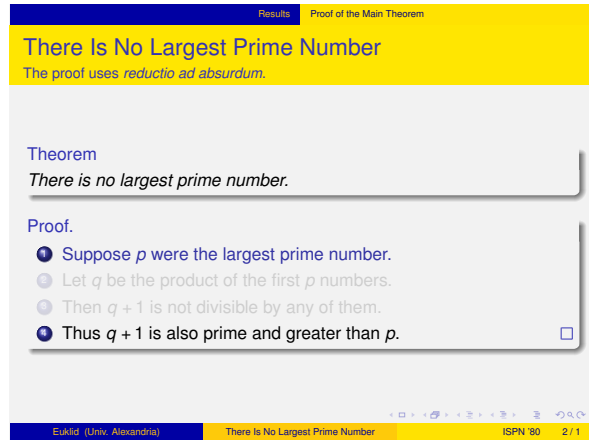 Results Proof of the Main Theorem
There Is No Largest Prime Number
The proof uses reductio ad absurdum.
Theorem
There is no largest prime number.
Proof.
1 Suppose p were the largest prime number.
2 Let q be the product of the first p numbers.
3 Then q + 1 is not divisible by any of them.
4 Thus q + 1 is also prime and greater than p.
Euklid (Univ. Alexandria) There Is No Largest Prime Number ISPN '80 2 / 1